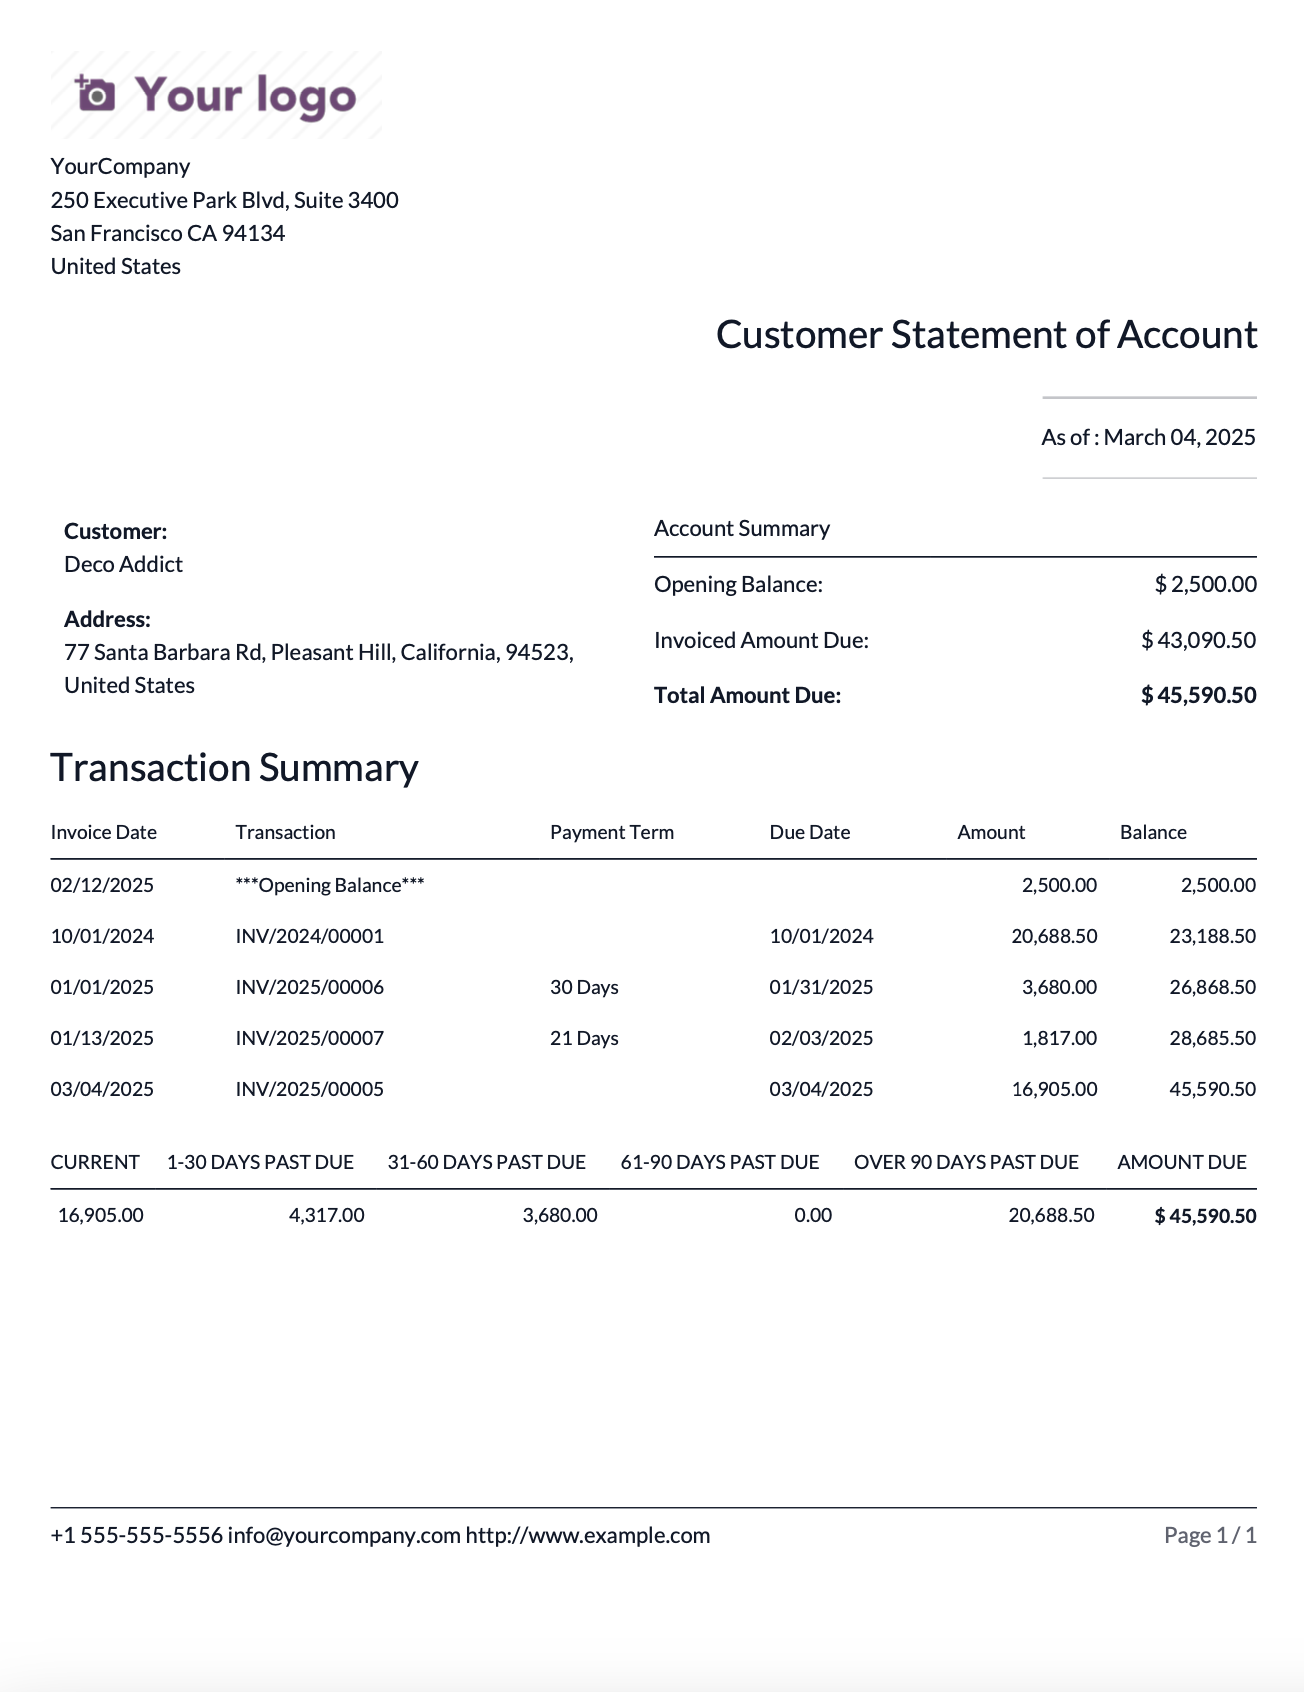 Your logo
YourCompany
250 Executive Park Blvd, Suite 3400
San Francisco CA 94134
United States
Customer Statement of Account
As of : March 04, 2025
Customer:
Deco Addict
Address:
77 Santa Barbara Rd, Pleasant Hill, California, 94523,
United States
Account Summary
Opening Balance: $ 2,500.00
Invoiced Amount Due: $ 43,090.50
Total Amount Due: $ 45,590.50
Transaction Summary
Invoice Date Transaction Payment Term Due Date Amount Balance
02/12/2025 ***Opening Balance*** 2,500.00 2,500.00
10/01/2024 INV/2024/00001 10/01/2024 20,688.50 23,188.50
01/01/2025 INV/2025/00006 30 Days 01/31/2025 3,680.00 26,868.50
01/13/2025 INV/2025/00007 21 Days 02/03/2025 1,817.00 28,685.50
03/04/2025 INV/2025/00005 03/04/2025 16,905.00 45,590.50
CURRENT 1-30 DAYS PAST DUE 31-60 DAYS PAST DUE 61-90 DAYS PAST DUE OVER 90 DAYS PAST DUE AMOUNT DUE
16,905.00 4,317.00 3,680.00 0.00 20,688.50 $ 45,590.50
+1 555-555-5556 info@yourcompany.com http://www.example.com Page 1 / 1